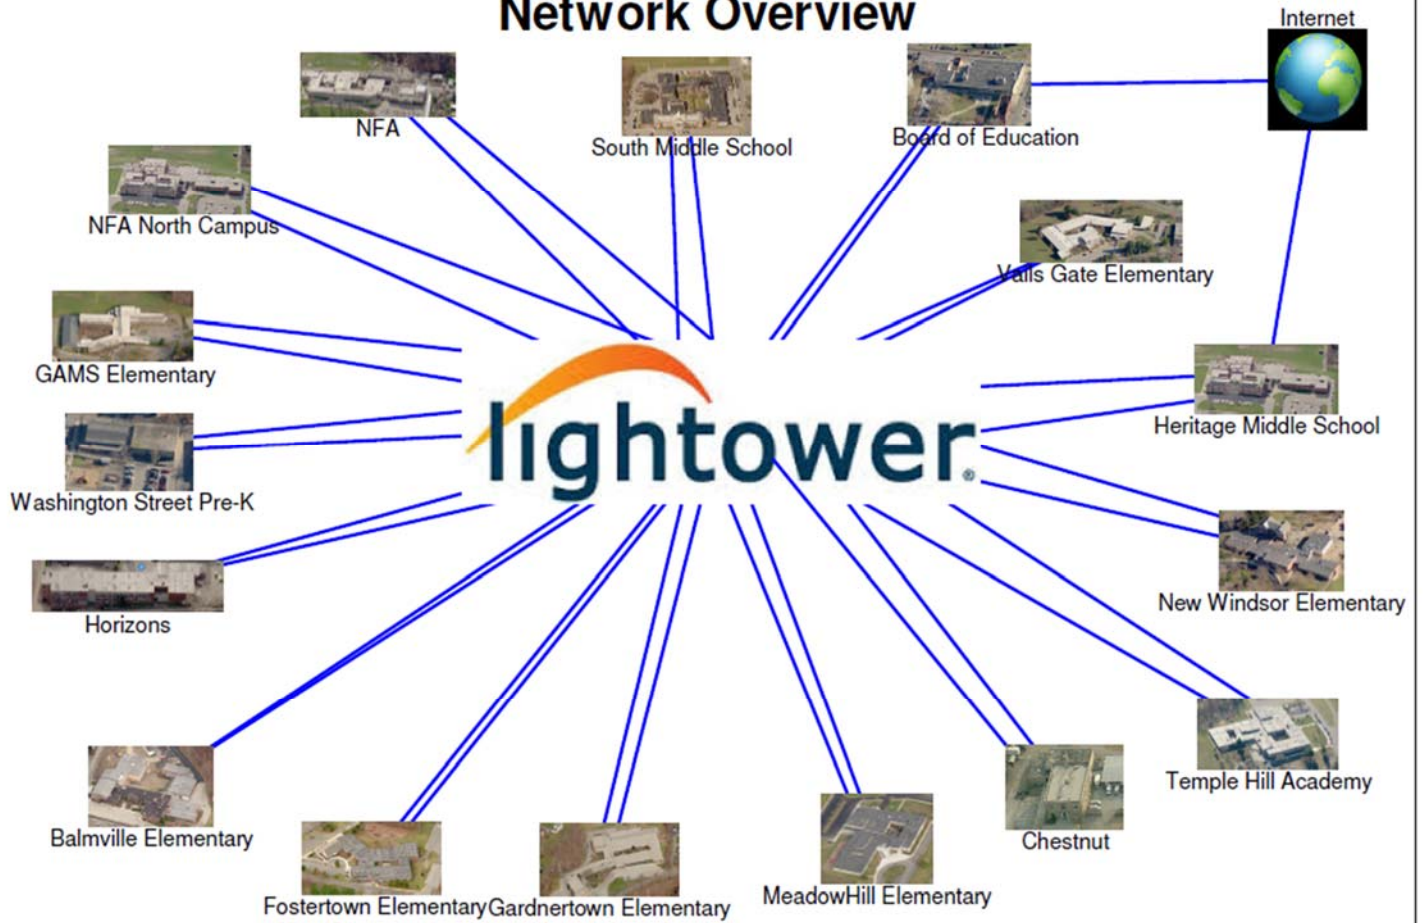 Network Overview
Internet
NFA
South Middle School
Board of Education
NFA North Campus
Vails Gate Elementary
GAMS Elementary
lightower®
Heritage Middle School
Washington Street Pre-K
New Windsor Elementary
Horizons
Temple Hill Academy
Balmville Elementary
Chestnut
Fostertown Elementary
Gardnertown Elementary
MeadowHill Elementary